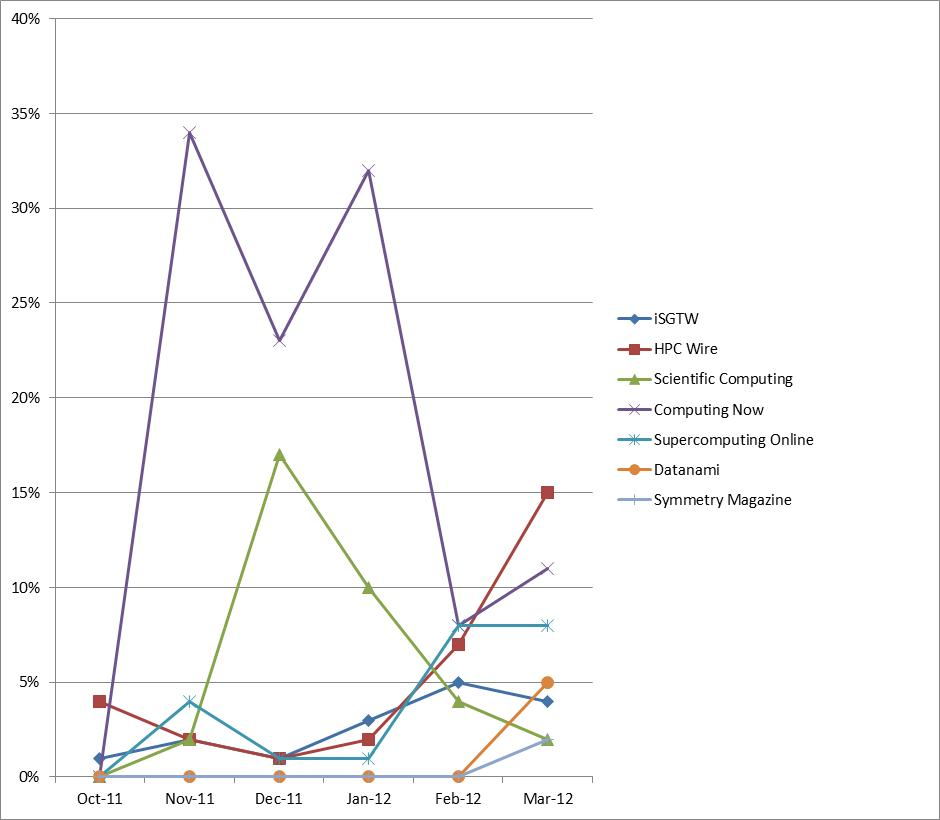 40%
35%
30%
25%
20%
15%
10%
5%
0%
Oct-11 Nov-11 Dec-11 Jan-12 Feb-12 Mar-12
iSGTW
HPC Wire
Scientific Computing
Computing Now
Supercomputing Online
Datanami
Symmetry Magazine